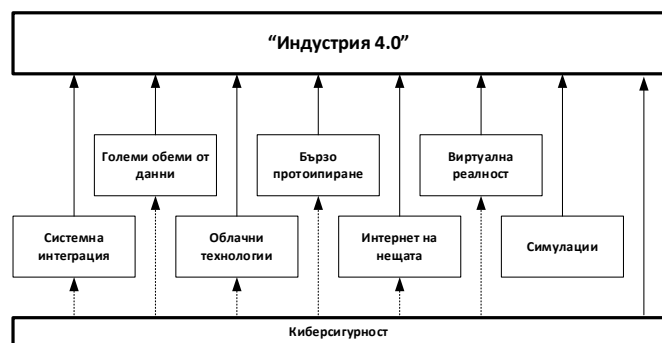 “Индустрия 4.0”
Големи обеми от
данни
Бързо
протоипиране
Виртуална
реалност
Системна
интеграция
Облачни
технологии
Интернет на
нещата
Симулации
Киберсигурност